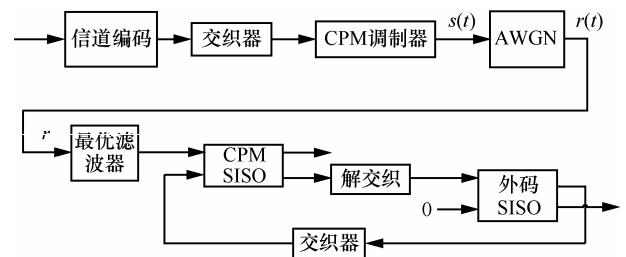 信道编码
交织器
CPM调制器
s(t)
AWGN
r(t)
r
最优滤
波器
CPM
SISO
解交织
0
外码
SISO
交织器